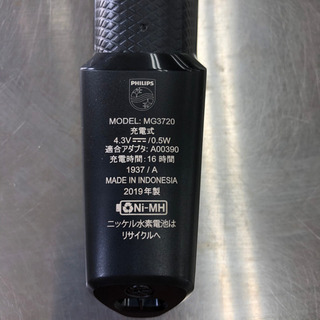 PHILIPS
MODEL: MG3720
充電式
4.3V⎓/0.5W
適合アダプタ: A00390
充電時間: 16 時間
1937 / A
MADE IN INDONESIA
2019 年製
Ni-MH
ニッケル水素電池は
リサイクルへ